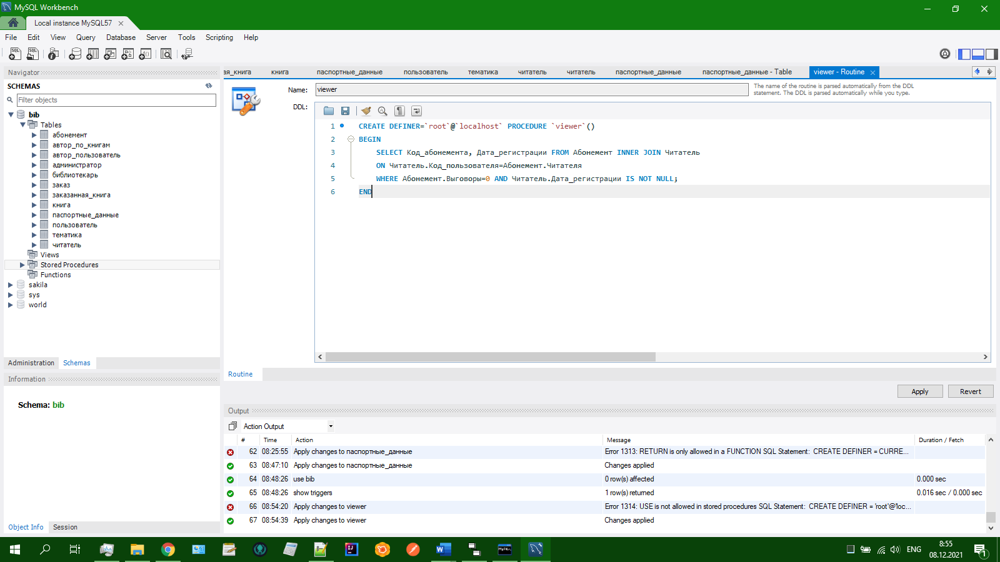 MySQL Workbench
Local instance MySQL57
File Edit View Query Database Server Tools Scripting Help
Navigator
SCHEMAS
Filter objects
bib
Tables
абонемент
автор_по_книгам
автор_пользователь
администратор
библиотекарь
заказ
заказанная_книга
книга
паспортные_данные
пользователь
тематика
читатель
Views
Stored Procedures
Functions
sakila
sys
world
Administration Schemas
Information
Schema: bib
Object Info Session
ая_книга книга паспортные_данные пользователь тематика читатель читатель паспортные_данные паспортные_данные - Table viewer - Routine
Name: viewer
The name of the routine is parsed automatically from the DDL
statement. The DDL is parsed automatically while you type.
DDL:
1 CREATE DEFINER=`root`@`localhost` PROCEDURE `viewer`()
2 BEGIN
3 SELECT Код_абонемента, Дата_регистрации FROM Абонемент INNER JOIN Читатель
4 ON Читатель.Код_пользователя=Абонемент.Читателя
5 WHERE Абонемент.Выговоры=0 AND Читатель.Дата_регистрации IS NOT NULL;
6 END
Routine
Apply Revert
Output
Action Output
# Time Action Message Duration / Fetch
62 08:25:55 Apply changes to паспортные_данные Error 1313: RETURN is only allowed in a FUNCTION SQL Statement: CREATE DEFINER = CURRE...
63 08:47:10 Apply changes to паспортные_данные Changes applied
64 08:48:26 use bib 0 row(s) affected 0.000 sec
65 08:48:26 show triggers 1 row(s) returned 0.016 sec / 0.000 sec
66 08:54:20 Apply changes to viewer Error 1314: USE is not allowed in stored procedures SQL Statement: CREATE DEFINER = 'root'@'loc...
67 08:54:39 Apply changes to viewer Changes applied
ENG
8:55
08.12.2021
1